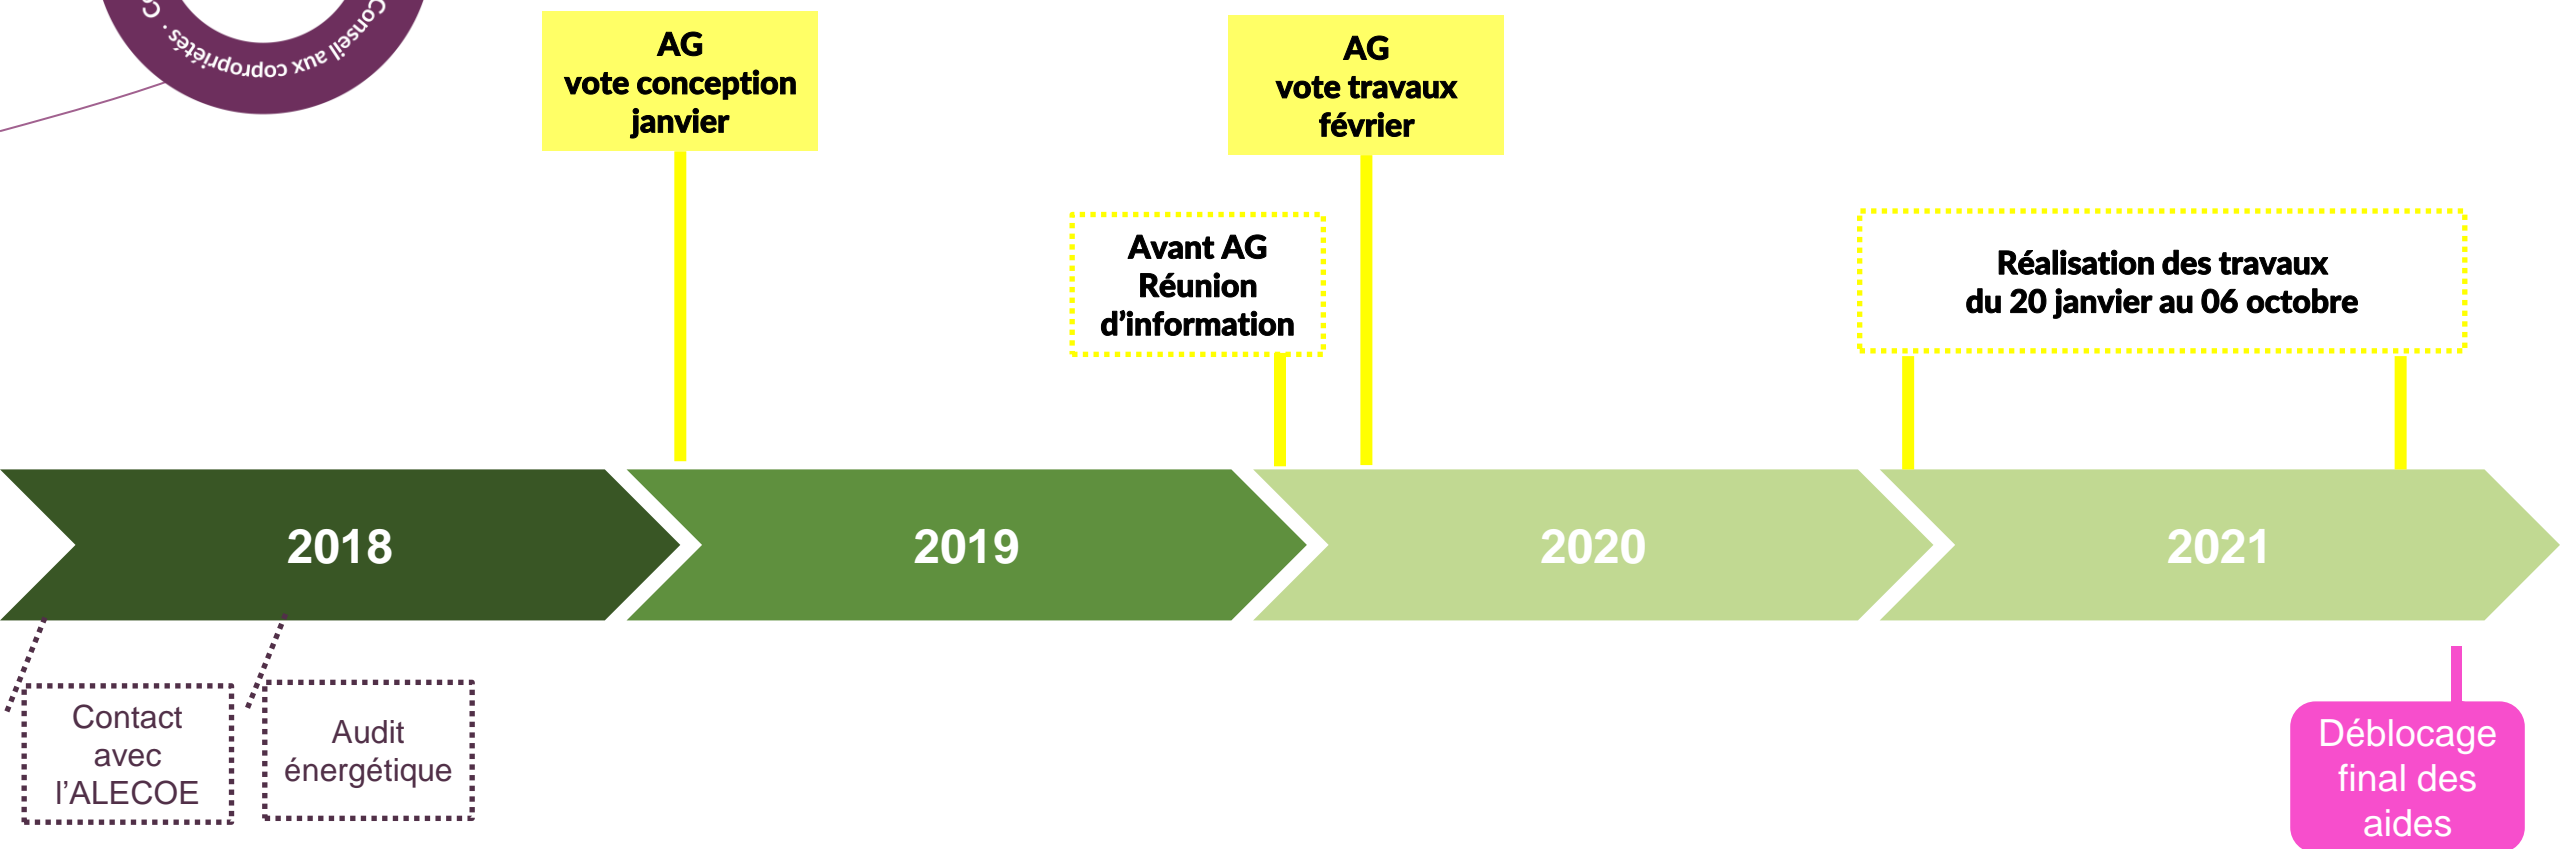 Conseil aux copropriétés ·
AG
vote conception
janvier
AG
vote travaux
février
Avant AG
Réunion
d’information
Réalisation des travaux
du 20 janvier au 06 octobre
2018
2019
2020
2021
Contact
avec
l’ALECOE
Audit
énergétique
Déblocage
final des
aides